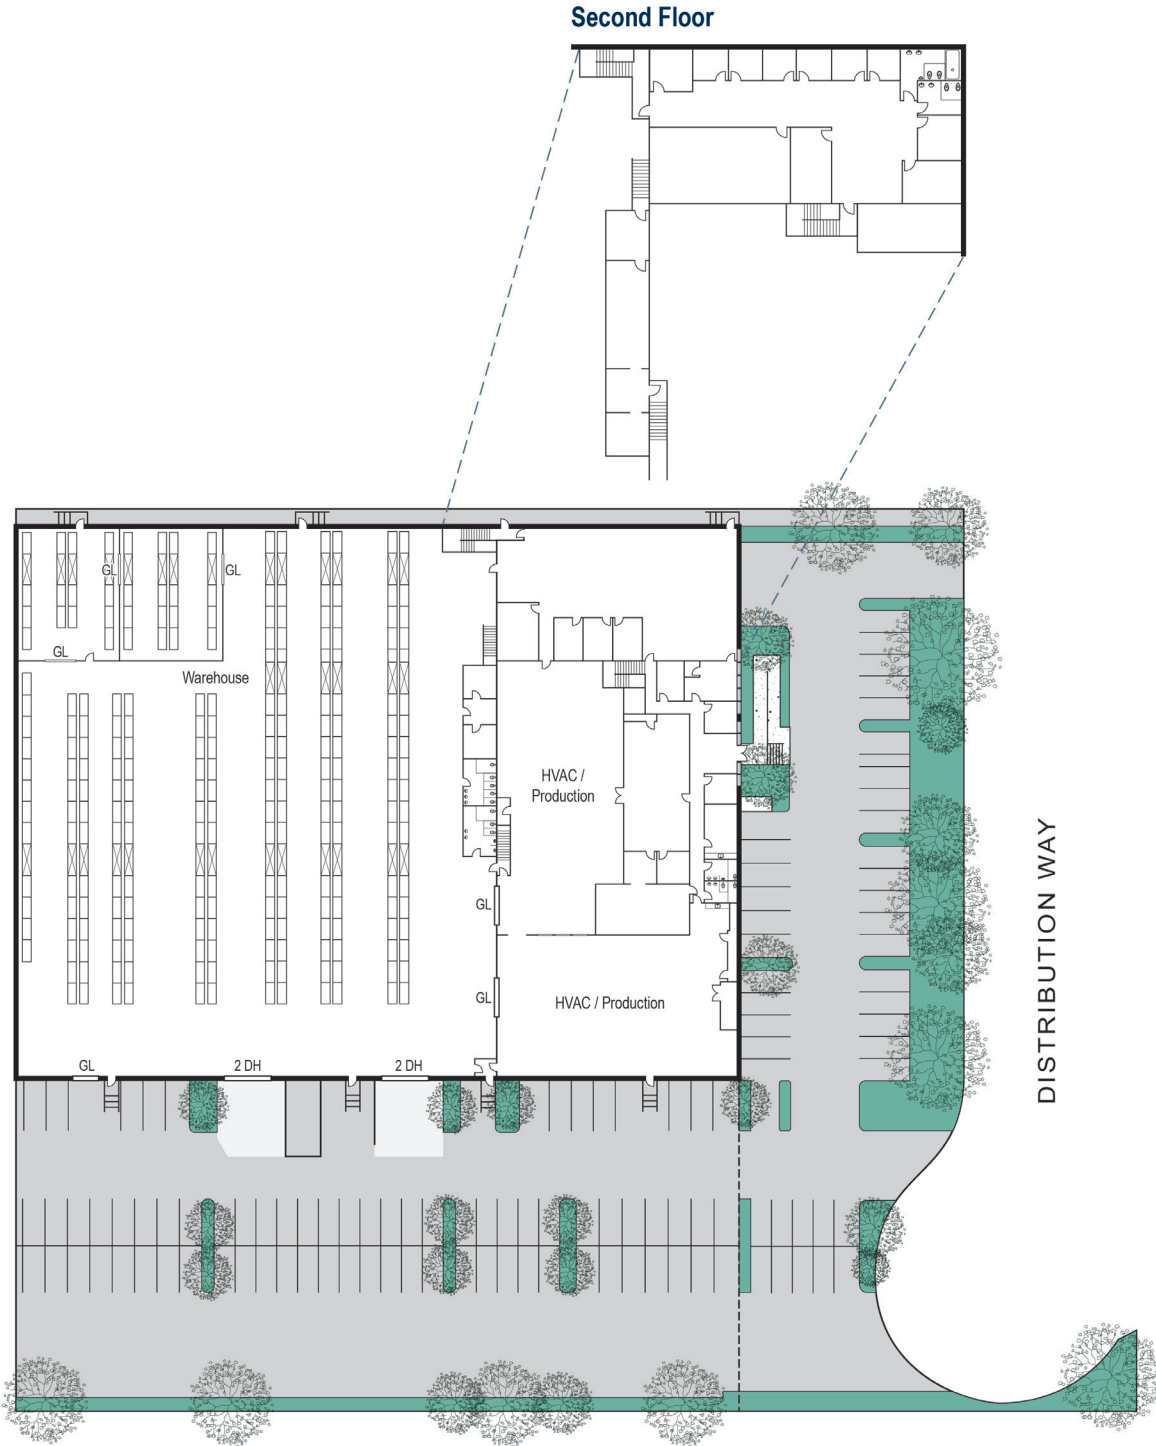 Second Floor
GL
GL
GL
Warehouse
HVAC /
Production
GL
GL
HVAC / Production
GL
2 DH
2 DH
DISTRIBUTION WAY